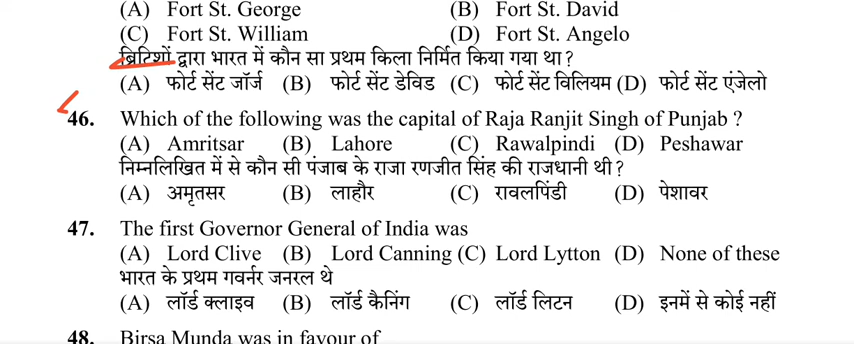 (A) Fort St. George (B) Fort St. David
(C) Fort St. William (D) Fort St. Angelo
ब्रिटिशों द्वारा भारत में कौन सा प्रथम किला निर्मित किया गया था ?
(A) फोर्ट सेंट जॉर्ज (B) फोर्ट सेंट डेविड (C) फोर्ट सेंट विलियम (D) फोर्ट सेंट एंजेलो
46. Which of the following was the capital of Raja Ranjit Singh of Punjab ?
(A) Amritsar (B) Lahore (C) Rawalpindi (D) Peshawar
निम्नलिखित में से कौन सी पंजाब के राजा रणजीत सिंह की राजधानी थी ?
(A) अमृतसर (B) लाहौर (C) रावलपिंडी (D) पेशावर
47. The first Governor General of India was
(A) Lord Clive (B) Lord Canning (C) Lord Lytton (D) None of these
भारत के प्रथम गवर्नर जनरल थे
(A) लॉर्ड क्लाइव (B) लॉर्ड कैनिंग (C) लॉर्ड लिटन (D) इनमें से कोई नहीं
48. Birsa Munda was in favour of